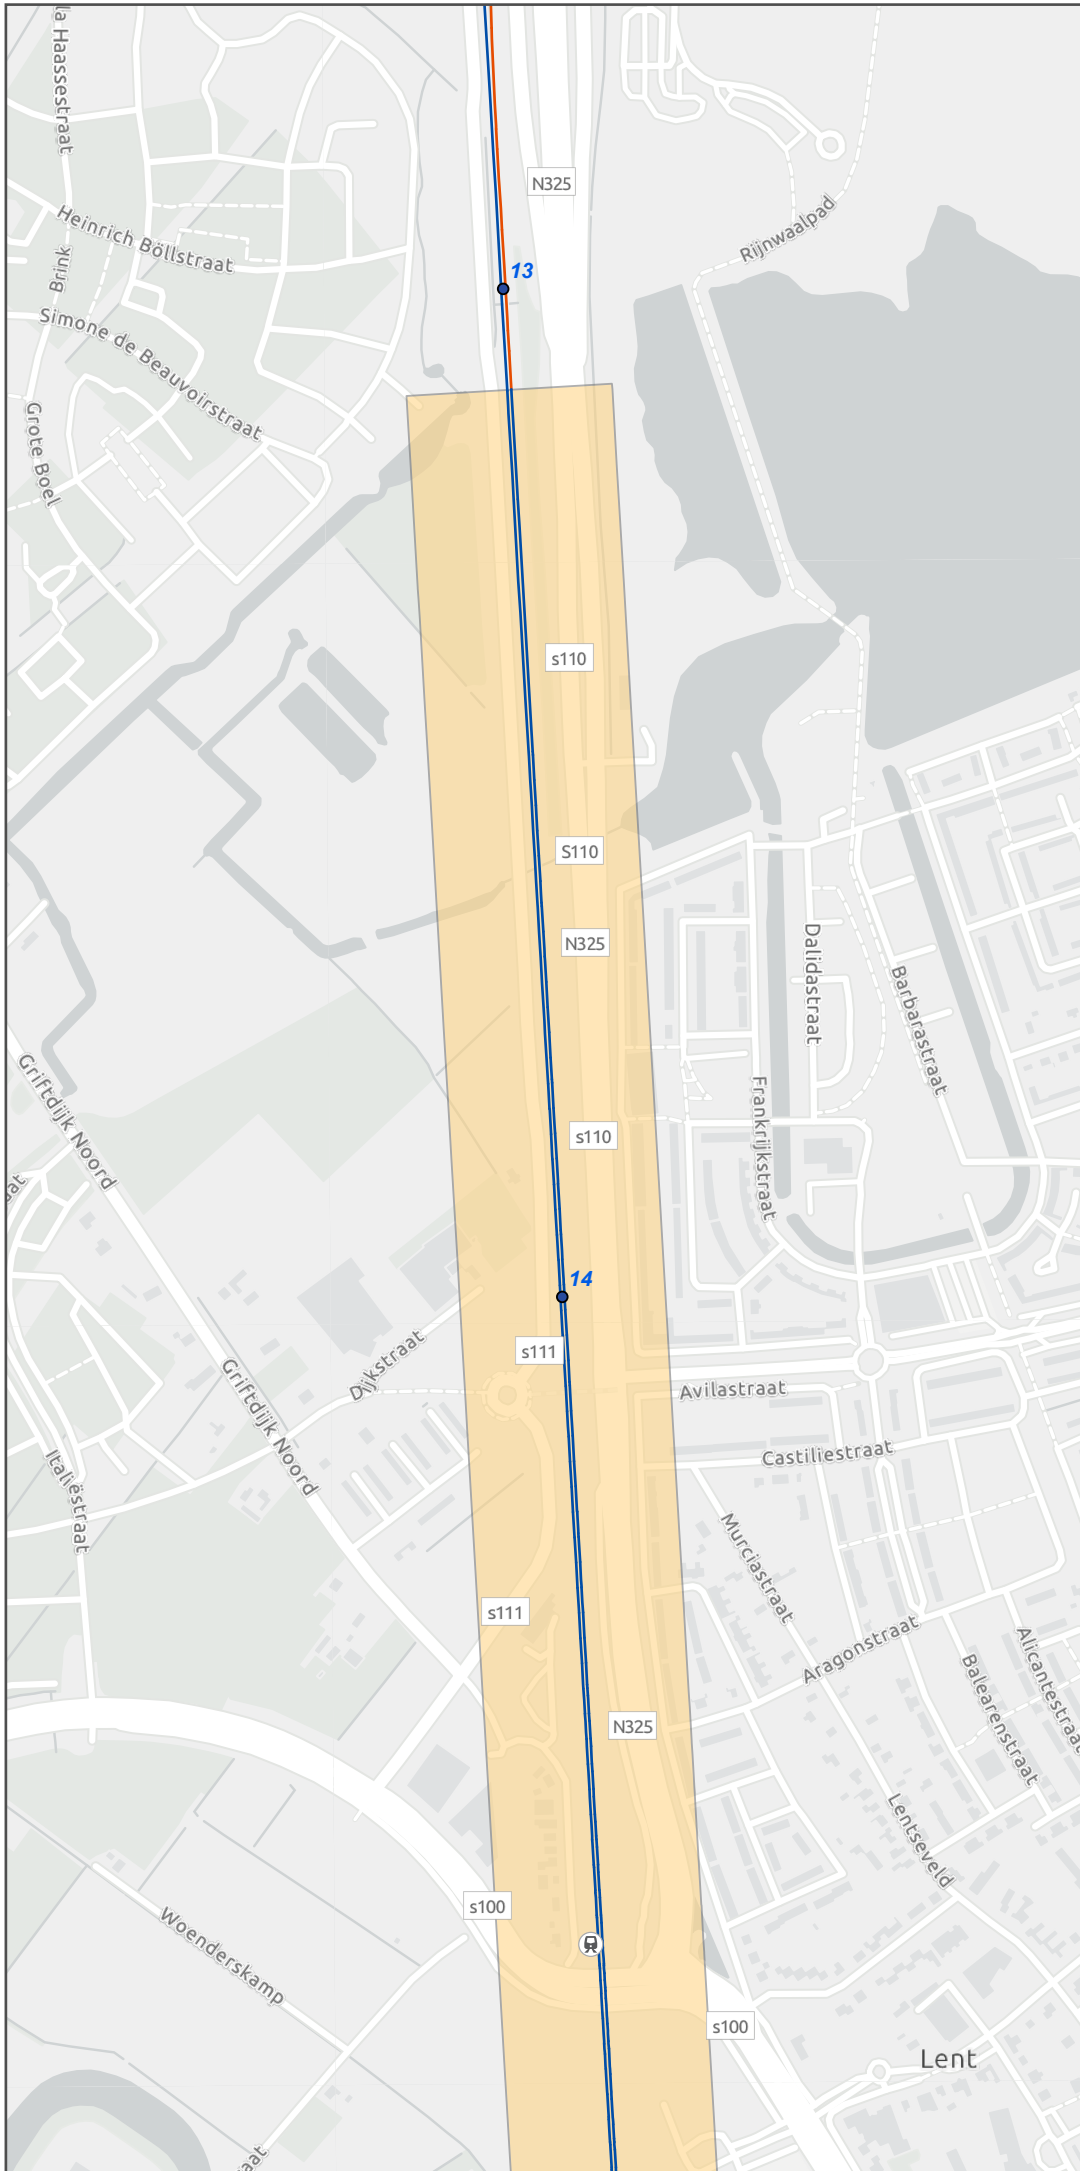 la Haassestraat
N325
Rijnwaalpad
Heinrich Böllstraat
Brink
13
Simone de Beauvoirstraat
Grote Boel
s110
S110
N325
Dalidastraat
Barbarastraat
Griftdijk Noord
Frankrijkstraat
s110
aat
14
s111
Dijkstraat
Avilastraat
Griftdijk Noord
Castiliestraat
Italiëstraat
Murciastraat
s111
Aragonstraat
Alicantestraat
Balearenstraat
N325
Lentseveld
s100
Woenderskamp
s100
Lent
aat